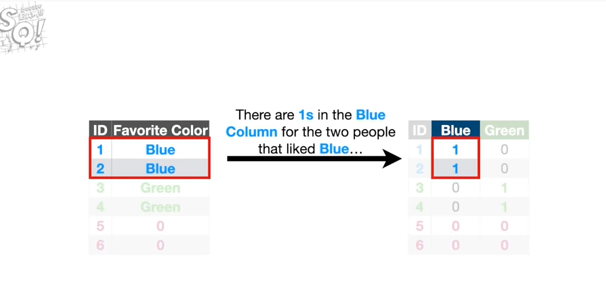 SQ!
There are 1s in the Blue
Column for the two people
that liked Blue...
ID Favorite Color
1 Blue
2 Blue
3 Green
4 Green
5 0
6 0
ID Blue Green
1 1 0
2 1 0
3 0 1
4 0 1
5 0 0
6 0 0